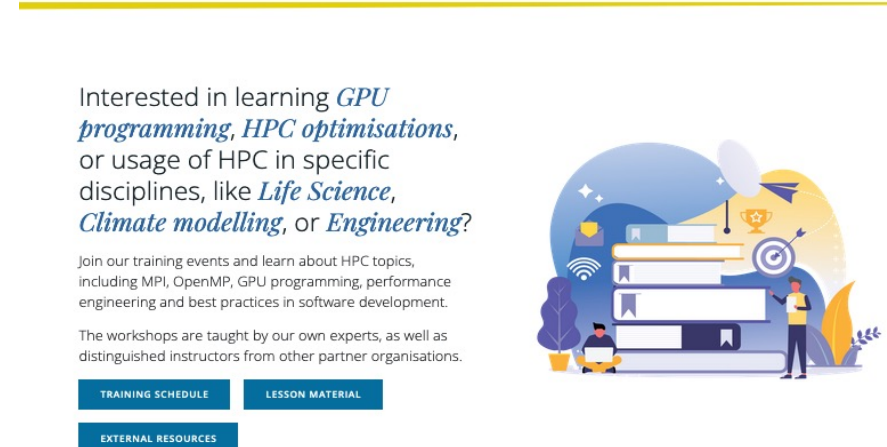 Interested in learning GPU
programming, HPC optimisations,
or usage of HPC in specific
disciplines, like Life Science,
Climate modelling, or Engineering?
Join our training events and learn about HPC topics,
including MPI, OpenMP, GPU programming, performance
engineering and best practices in software development.
The workshops are taught by our own experts, as well as
distinguished instructors from other partner organisations.
TRAINING SCHEDULE
LESSON MATERIAL
EXTERNAL RESOURCES